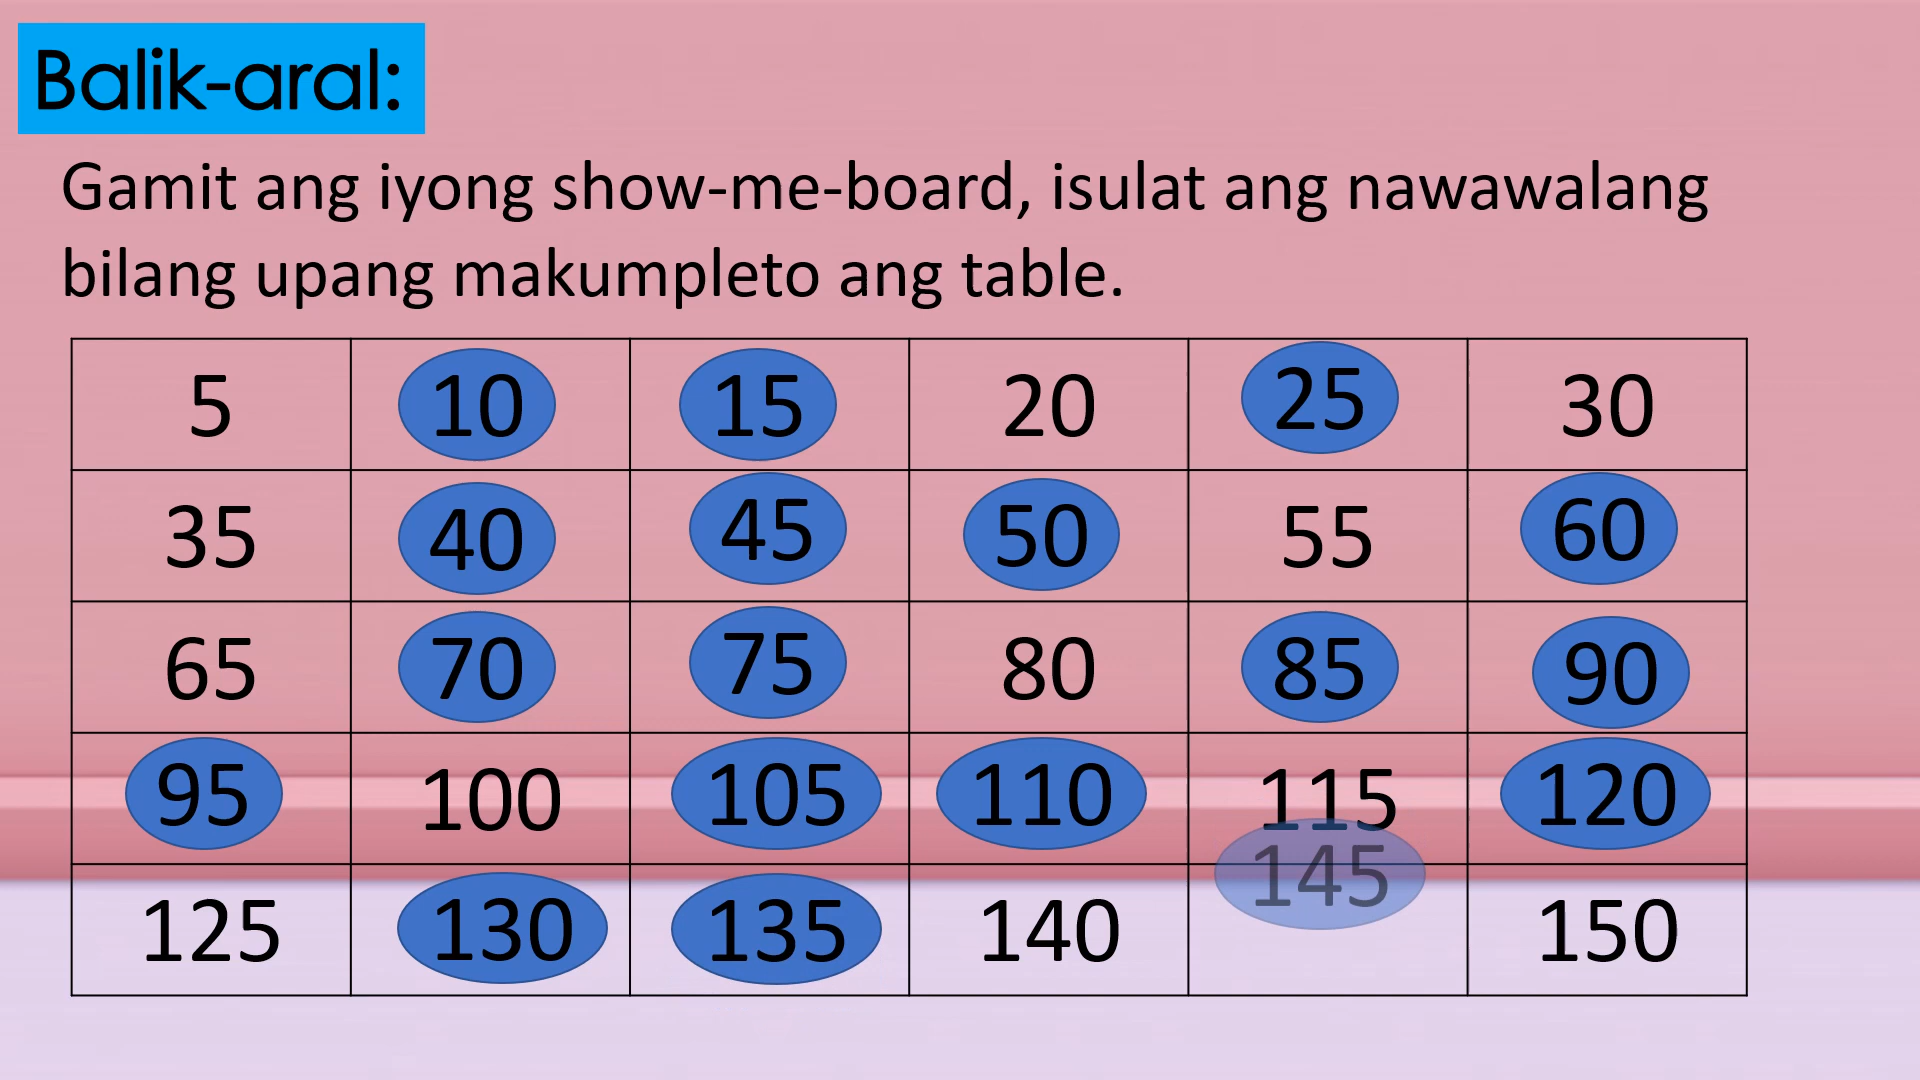 Balik-aral:
Gamit ang iyong show-me-board, isulat ang nawawalang
bilang upang makumpleto ang table.
5 10 15 20 25 30
35 40 45 50 55 60
65 70 75 80 85 90
95 100 105 110 115 120
125 130 135 140 145 150